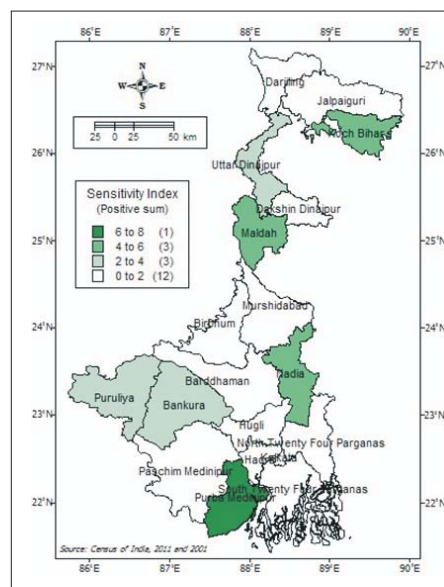 86°E 87°E 88°E 89°E 90°E
N
W E
S
25 0 25 50 km
27°N 27°N
26°N 26°N
25°N 25°N
24°N 24°N
23°N 23°N
22°N 22°N
Sensitivity Index
(Positive sum)
6 to 8 (1)
4 to 6 (3)
2 to 4 (3)
0 to 2 (12)
Darjiling
Jalpaiguri
Koch Bihar
Uttar Dinajpur
Dakshin Dinajpur
Maldah
Murshidabad
Birbhum
Nadia
Barddhaman
Puruliya
Bankura
Hugli
North Twenty Four Parganas
Haora
Kolkata
Paschim Medinipur
South Twenty Four Parganas
Purba Medinipur
Source: Census of India, 2011 and 2001
86°E 87°E 88°E 89°E 90°E